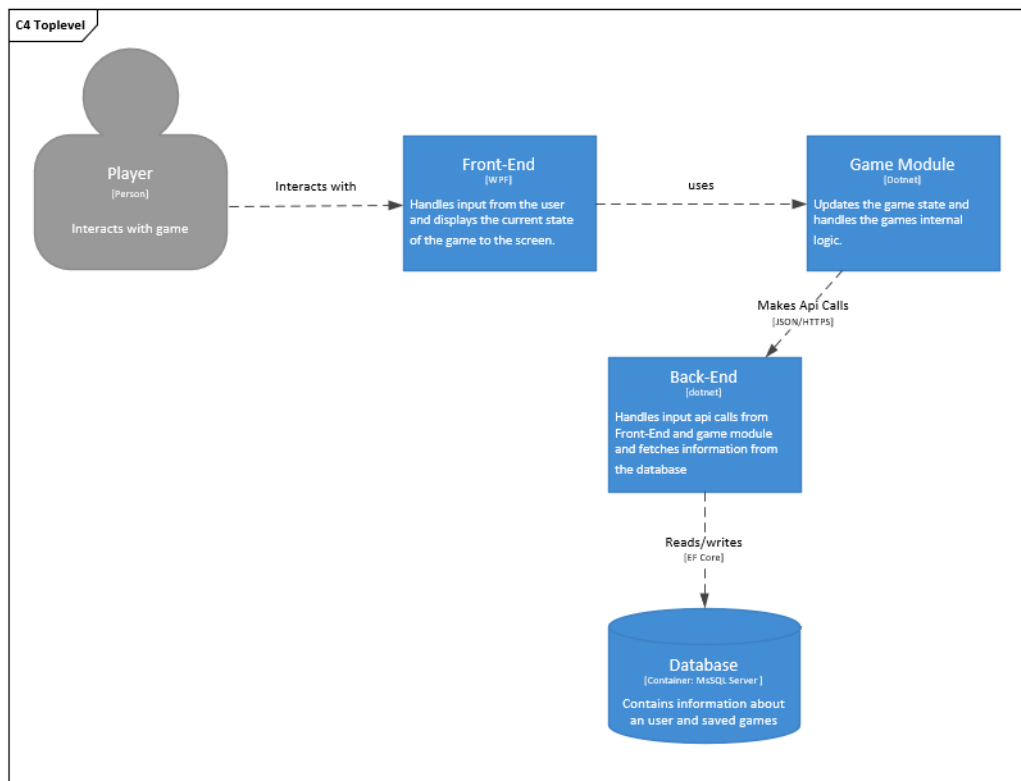 C4 Toplevel
Player
[Person]
Interacts with game
Interacts with
Front-End
[WPF]
Handles input from the user
and displays the current state
of the game to the screen.
uses
Game Module
[Dotnet]
Updates the game state and
handles the games internal
logic.
Makes Api Calls
[JSON/HTTPS]
Back-End
[dotnet]
Handles input api calls from
Front-End and game module
and fetches information from
the database
Reads/writes
[EF Core]
Database
[Container: MsSQL Server ]
Contains information about
an user and saved games